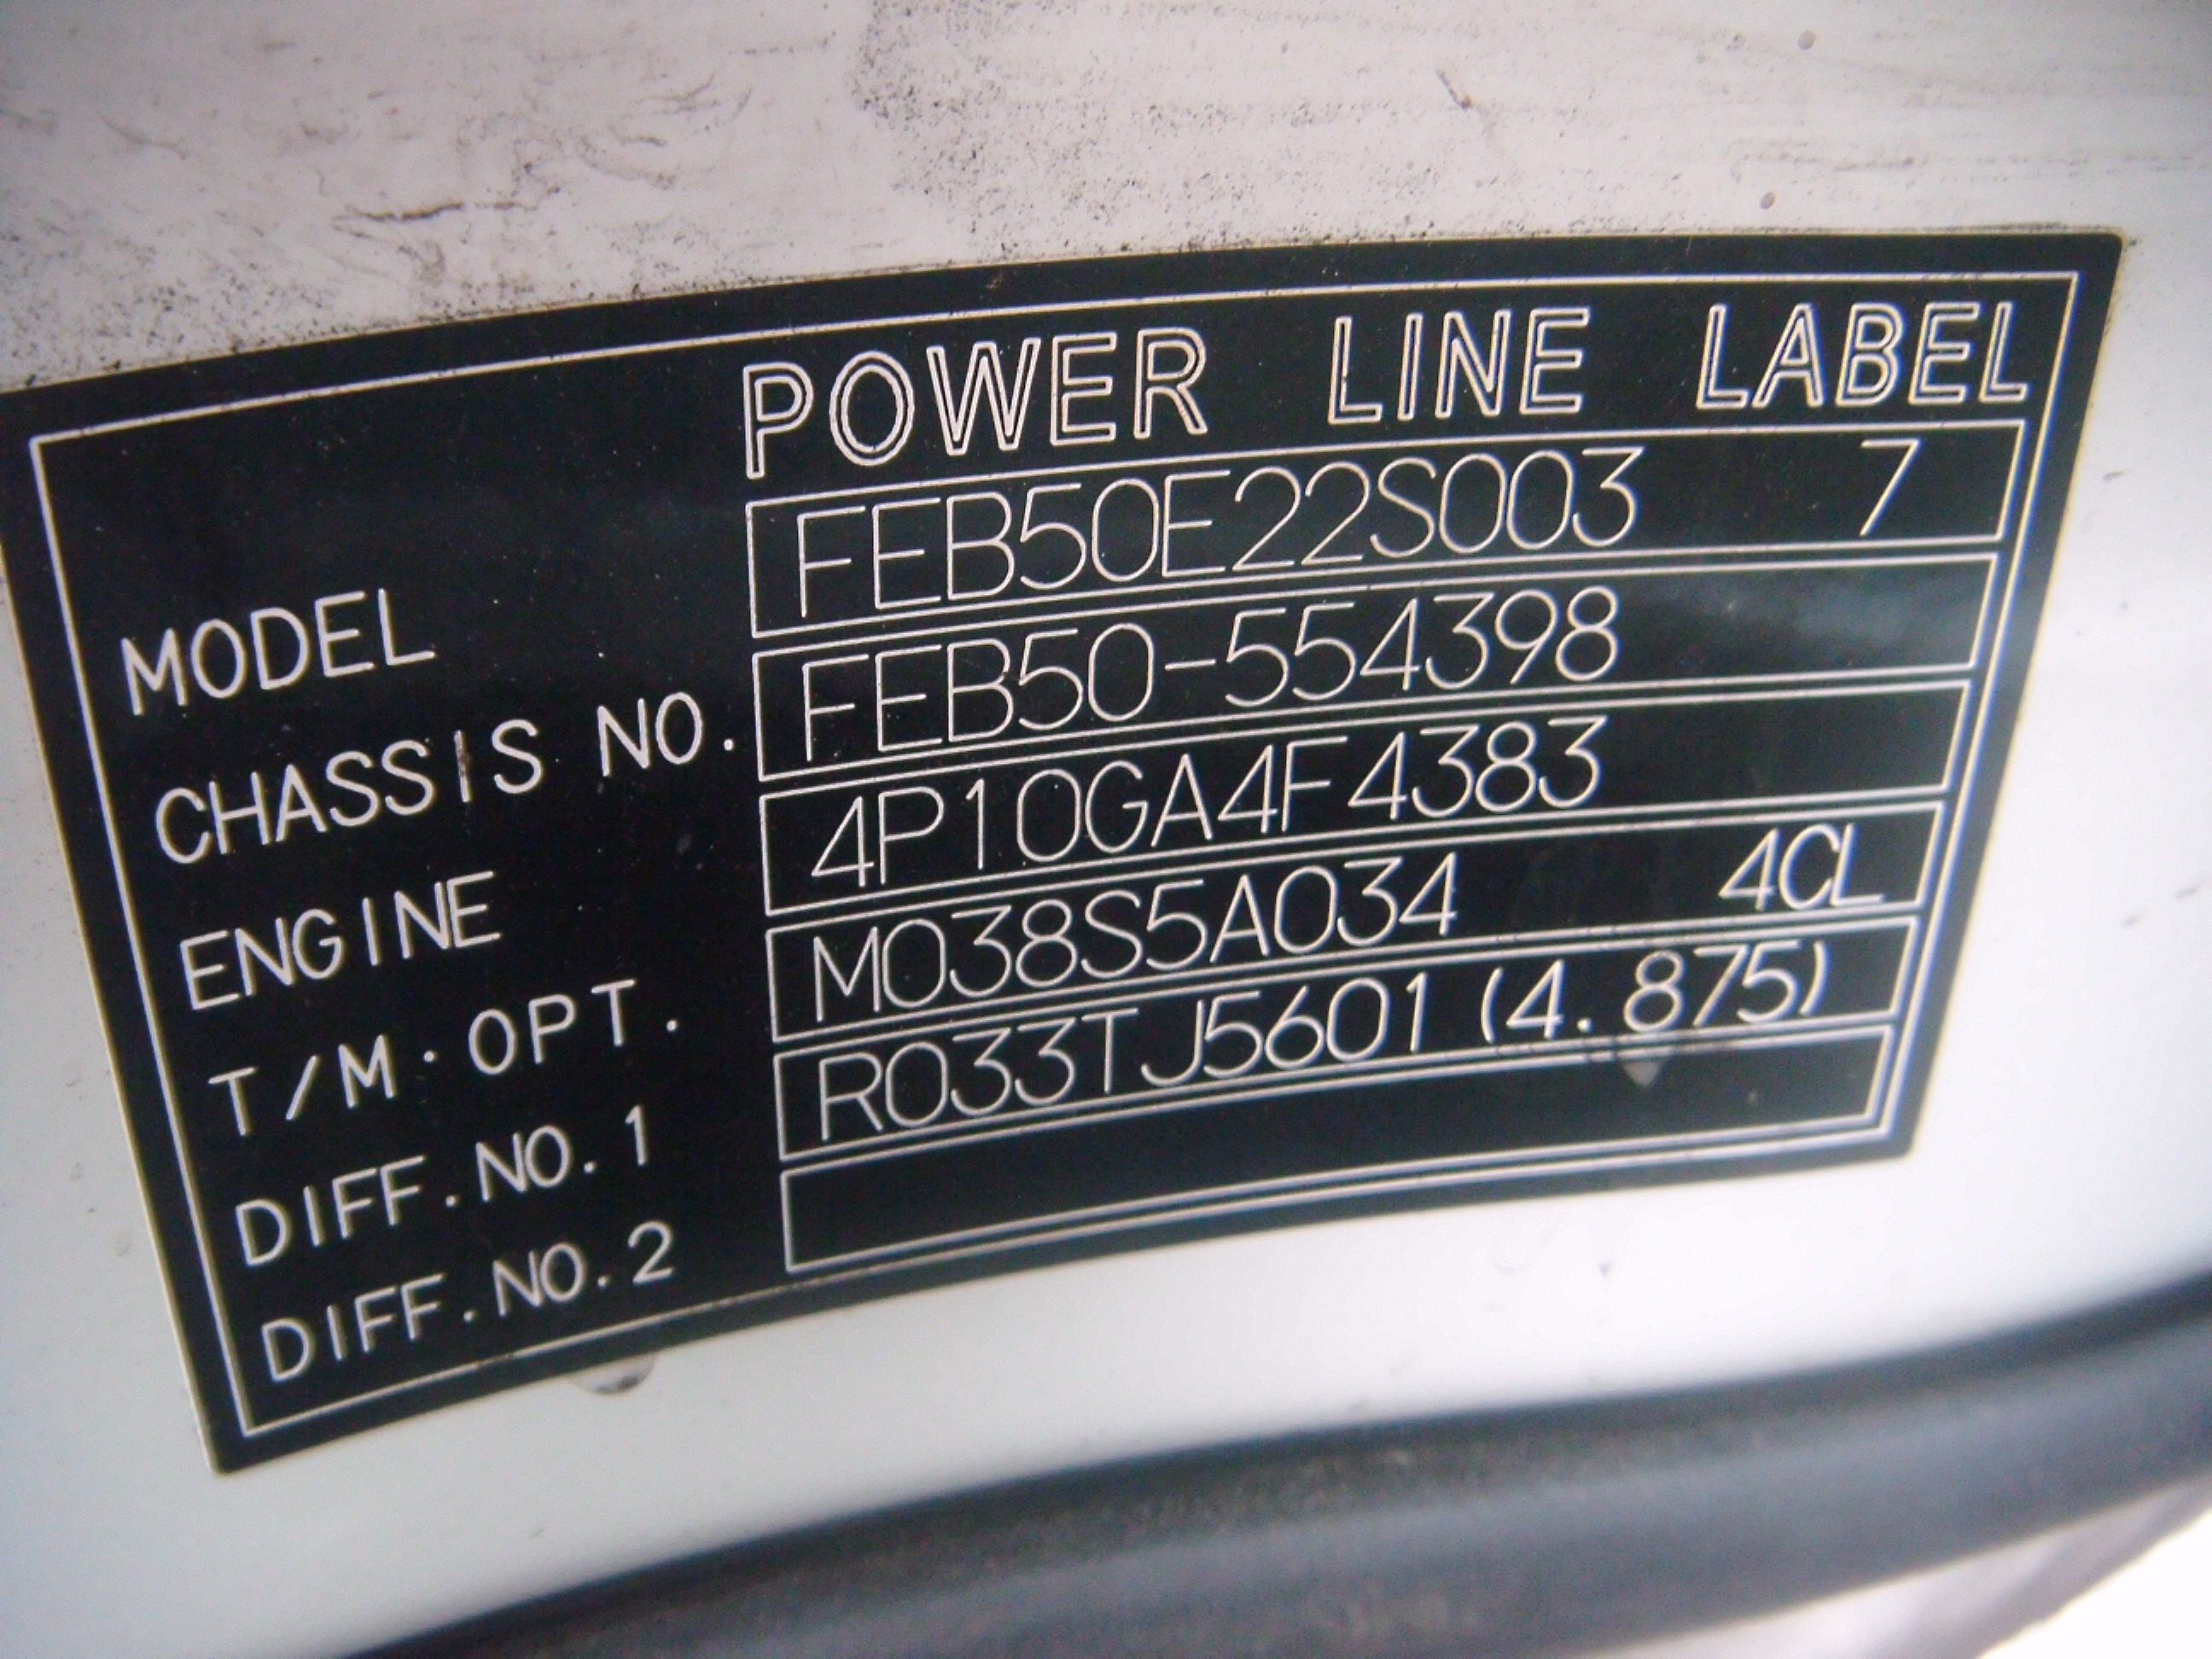 POWER LINE LABEL
MODEL FEB50E22S003 7
CHASSIS NO. FEB50-554398
ENGINE 4P10GA4F4383
T/M·OPT. M038S5A034 4CL
DIFF.NO.1 R033TJ5601(4.875)
DIFF.NO.2